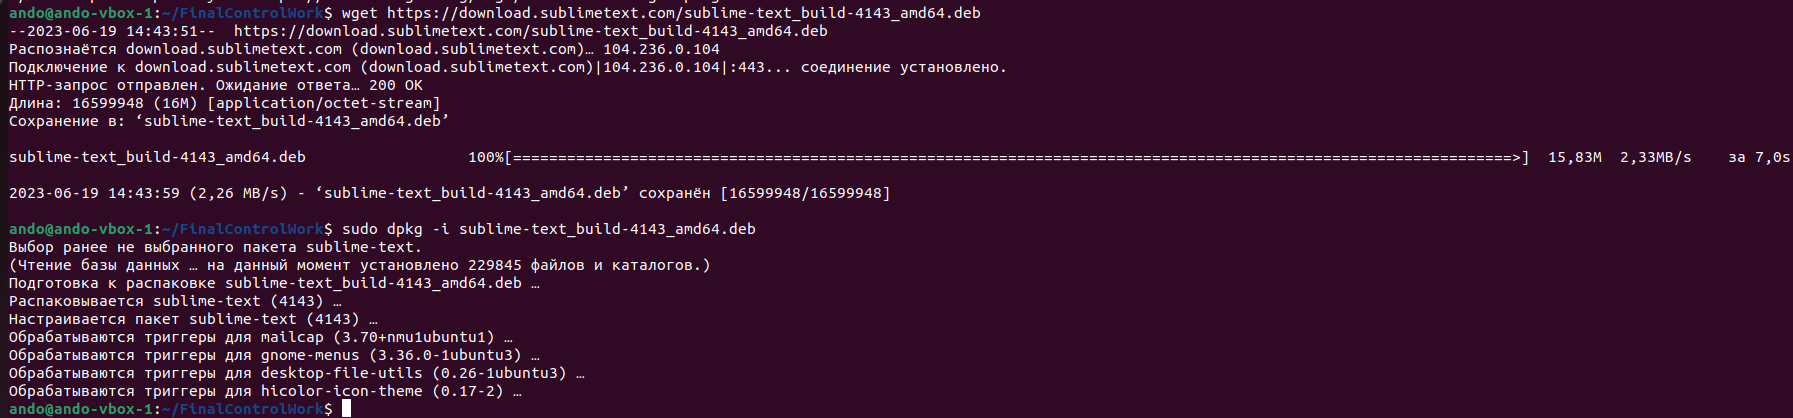 ando@ando-vbox-1:~/FinalControlWork$ wget https://download.sublimetext.com/sublime-text_build-4143_amd64.deb
--2023-06-19 14:43:51--  https://download.sublimetext.com/sublime-text_build-4143_amd64.deb
Распознаётся download.sublimetext.com (download.sublimetext.com)… 104.236.0.104
Подключение к download.sublimetext.com (download.sublimetext.com)|104.236.0.104|:443... соединение установлено.
HTTP-запрос отправлен. Ожидание ответа… 200 OK
Длина: 16599948 (16M) [application/octet-stream]
Сохранение в: ‘sublime-text_build-4143_amd64.deb’
sublime-text_build-4143_amd64.deb 100%[===============================================================================================================>] 15,83M 2,33MB/s за 7,0s
2023-06-19 14:43:59 (2,26 MB/s) - ‘sublime-text_build-4143_amd64.deb’ сохранён [16599948/16599948]
ando@ando-vbox-1:~/FinalControlWork$ sudo dpkg -i sublime-text_build-4143_amd64.deb
Выбор ранее не выбранного пакета sublime-text.
(Чтение базы данных … на данный момент установлено 229845 файлов и каталогов.)
Подготовка к распаковке sublime-text_build-4143_amd64.deb …
Распаковывается sublime-text (4143) …
Настраивается пакет sublime-text (4143) …
Обрабатываются триггеры для mailcap (3.70+nmu1ubuntu1) …
Обрабатываются триггеры для gnome-menus (3.36.0-1ubuntu3) …
Обрабатываются триггеры для desktop-file-utils (0.26-1ubuntu3) …
Обрабатываются триггеры для hicolor-icon-theme (0.17-2) …
ando@ando-vbox-1:~/FinalControlWork$